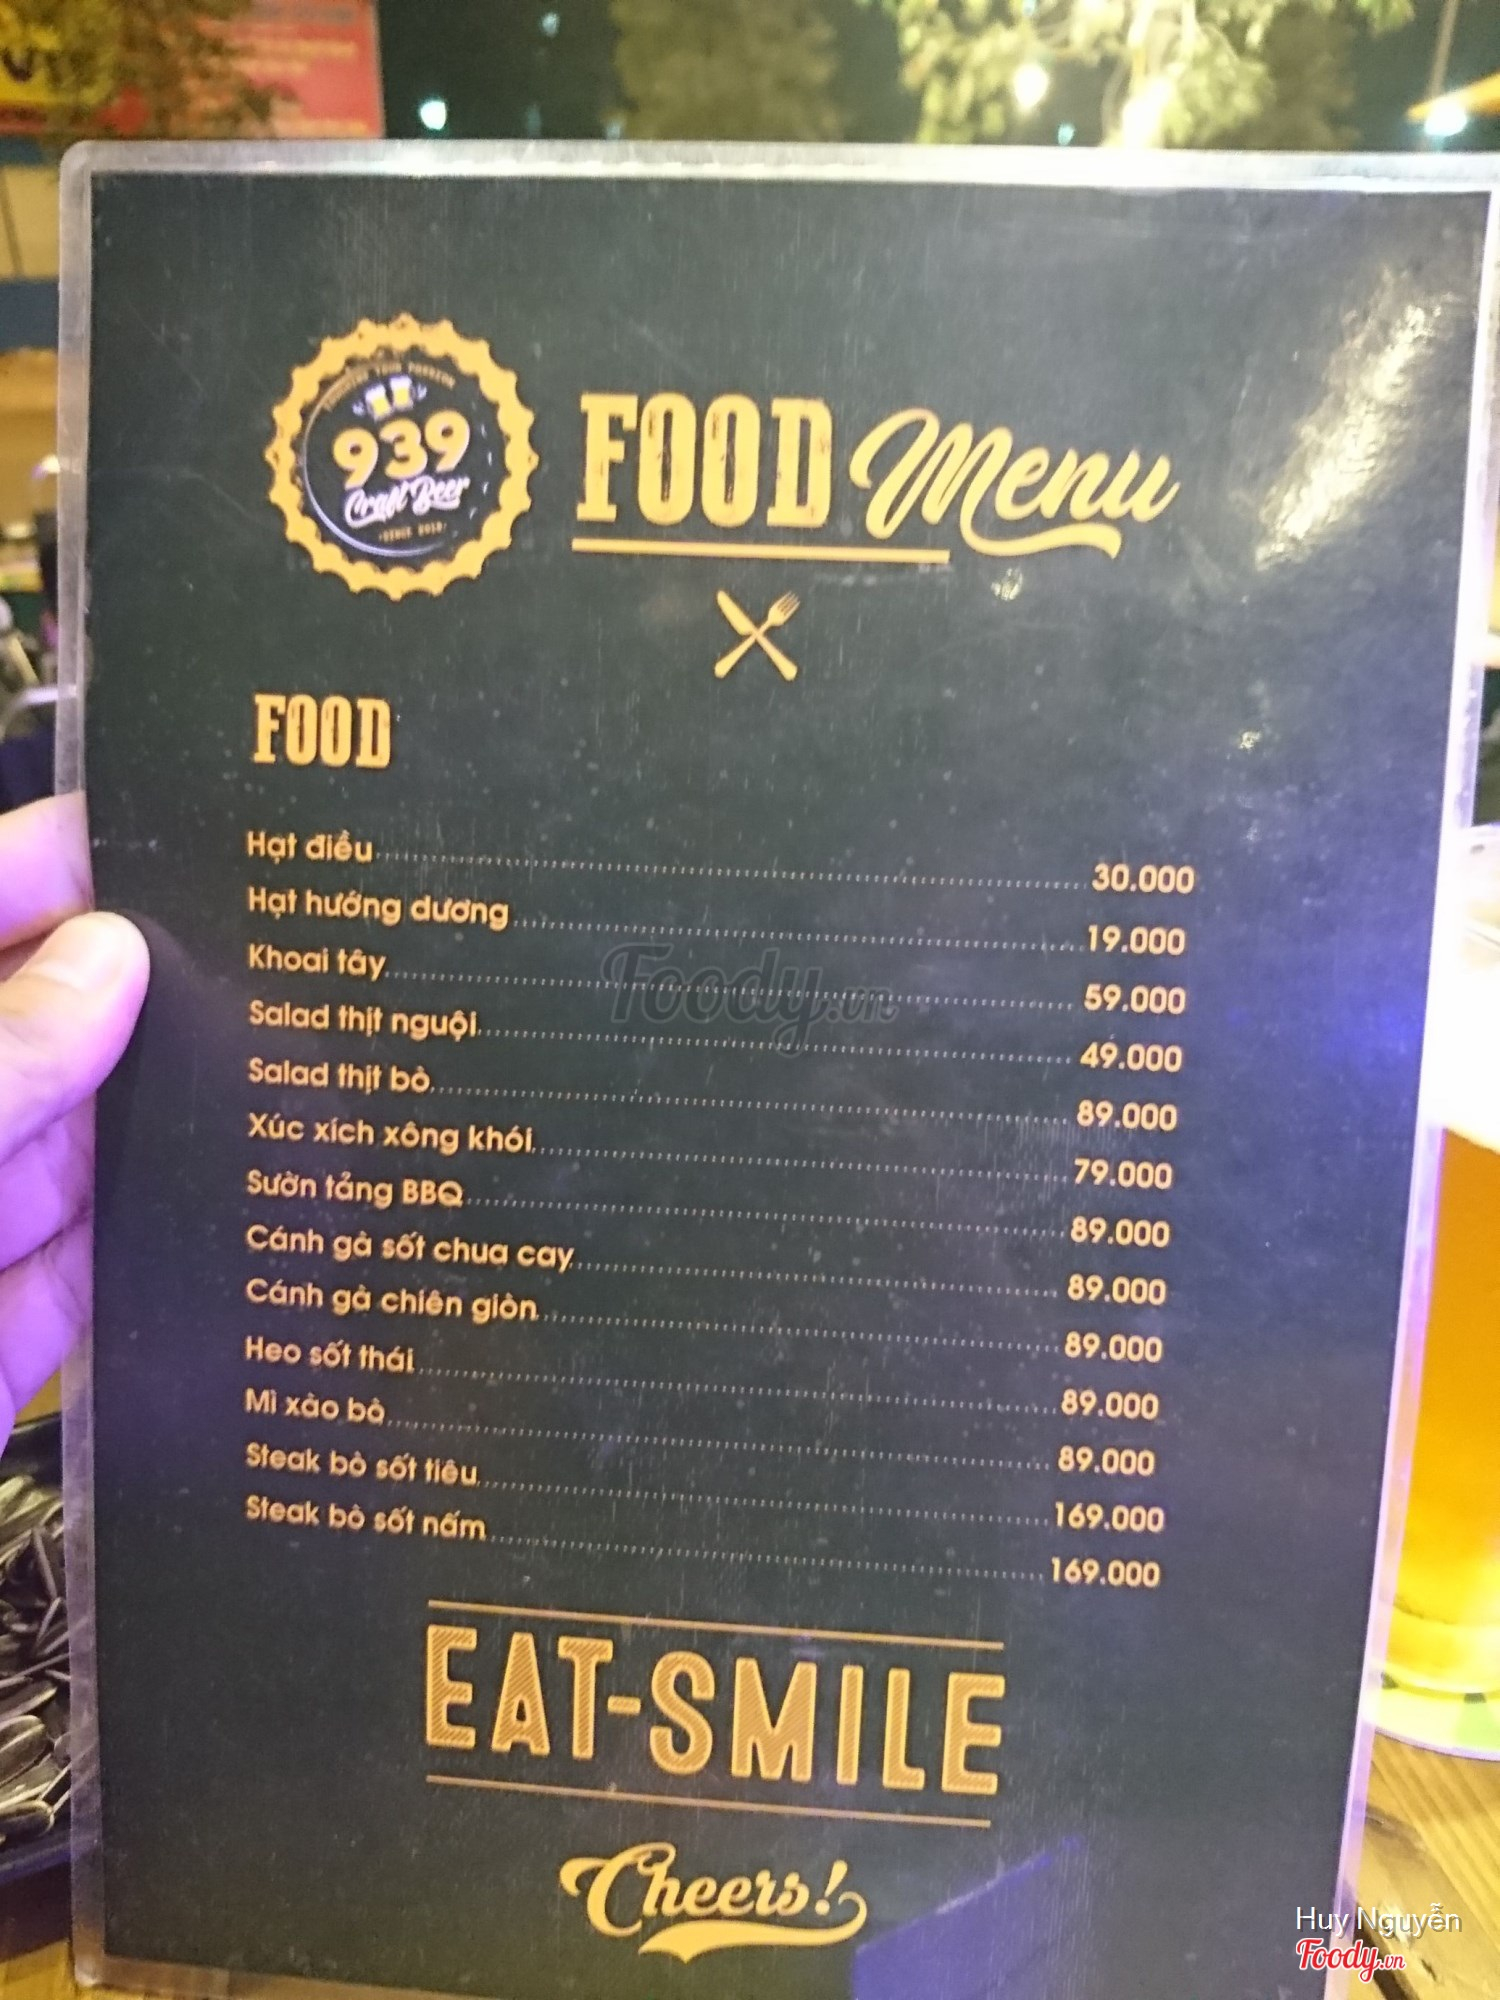 939
Craft Beer
SINCE 2018
FOOD Menu
FOOD
Hạt điều 30.000
Hạt hướng dương 19.000
Khoai tây 59.000
Salad thịt nguội 49.000
Salad thịt bò 89.000
Xúc xích xông khói 79.000
Sườn tảng BBQ 89.000
Cánh gà sốt chua cay 89.000
Cánh gà chiên giòn 89.000
Heo sốt thái 89.000
Mì xào bò 89.000
Steak bò sốt tiêu 169.000
Steak bò sốt nấm 169.000
EAT-SMILE
Cheers!
Foody.vn
Huy Nguyễn
Foody.vn